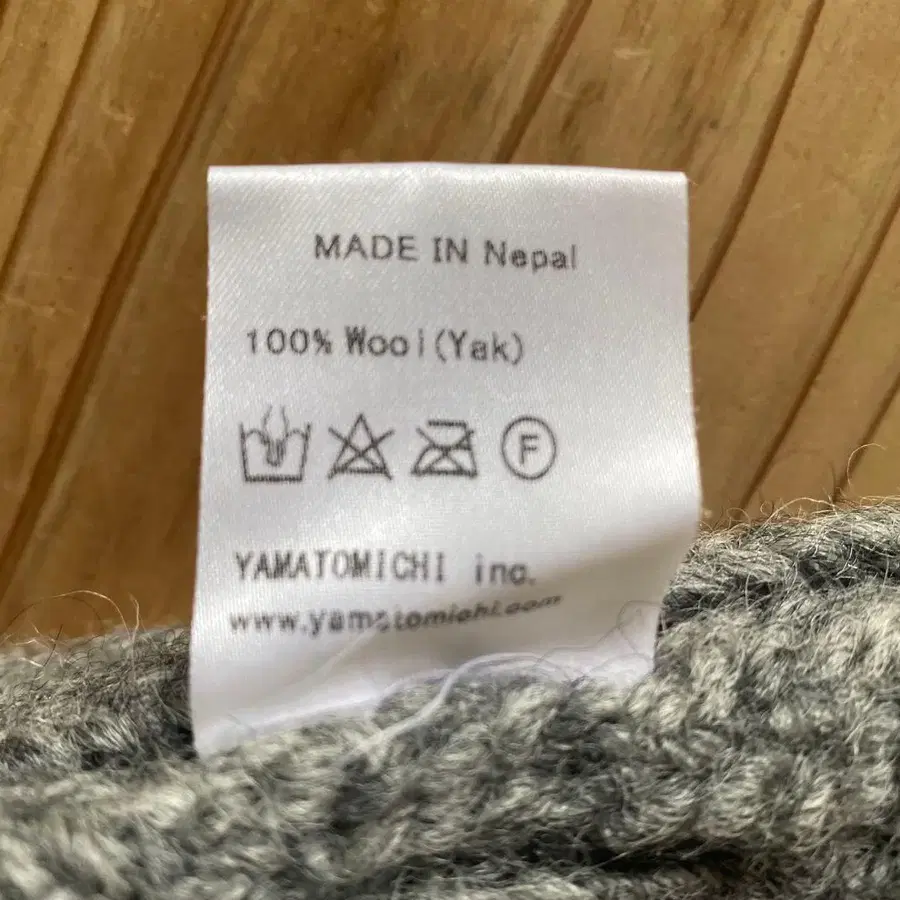 MADE IN Nepal
100% Wool(Yak)
F
YAMATOMICHI inc.
www.yamatomichi.com